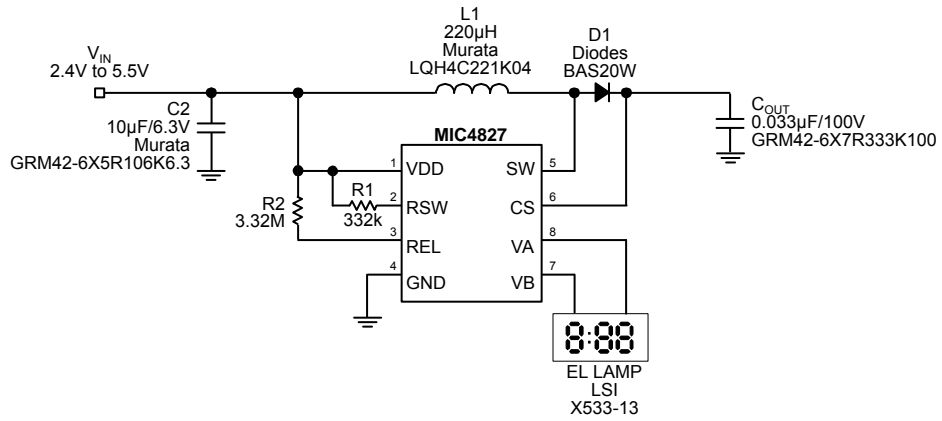 L1
220µH
Murata
LQH4C221K04
D1
Diodes
BAS20W
VIN
2.4V to 5.5V
C2
10µF/6.3V
Murata
GRM42-6X5R106K6.3
COUT
0.033µF/100V
GRM42-6X7R333K100
MIC4827
1
VDD
SW
5
R1
332k
2
RSW
CS
6
R2
3.32M
3
REL
VA
8
4
GND
VB
7
8:88
EL LAMP
LSI
X533-13